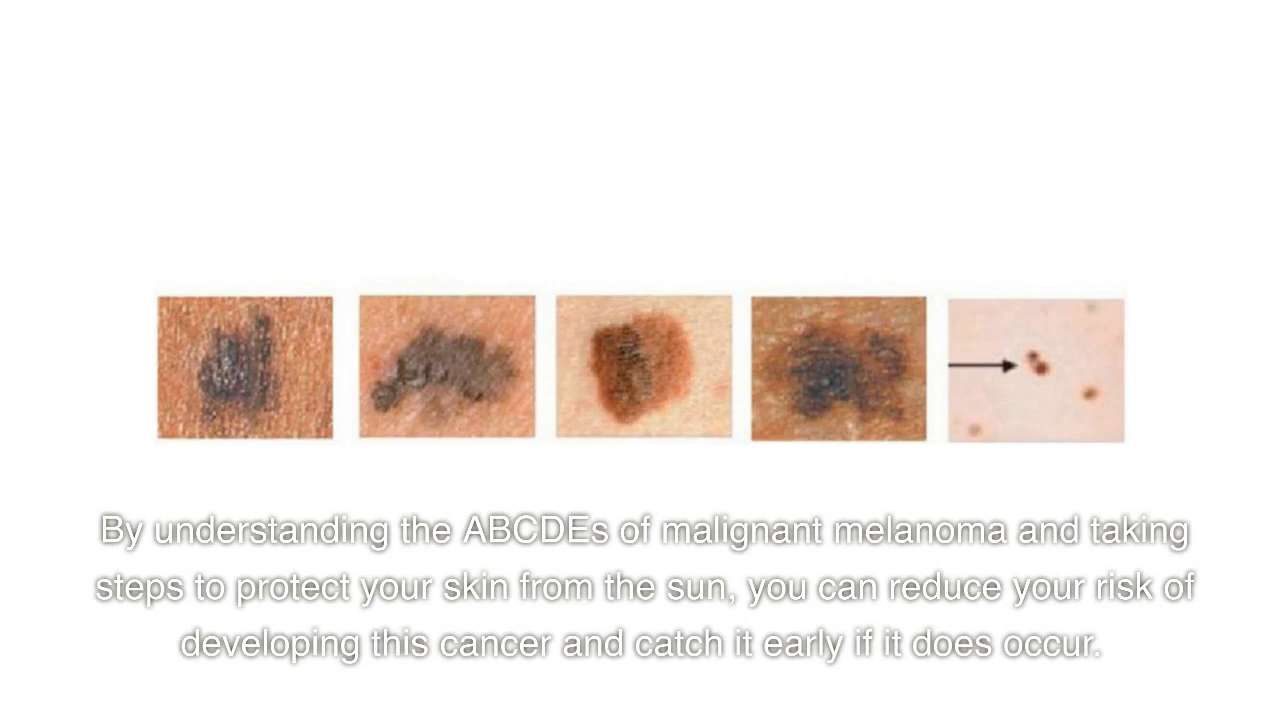 By understanding the ABCDEs of malignant melanoma and taking
steps to protect your skin from the sun, you can reduce your risk of
developing this cancer and catch it early if it does occur.